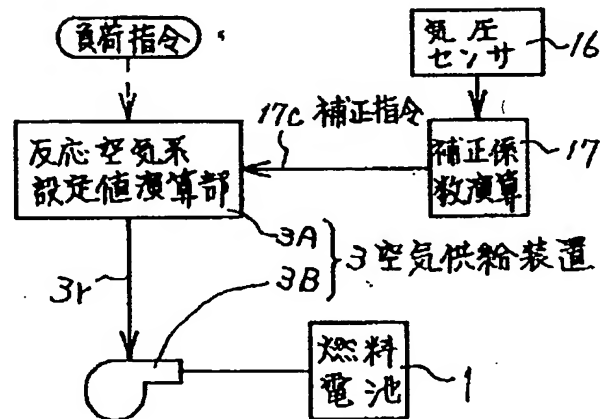 負荷指令
気圧
センサ
16
17C 補正指令
反応空気系
設定値演算部
補正係
数演算
17
3A
3B
3 空気供給装置
3r
燃料
電池
1